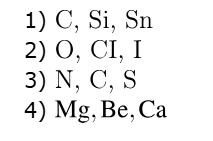 1) C, Si, Sn
2) O, CI, I
3) N, C, S
4) Mg, Be, Ca